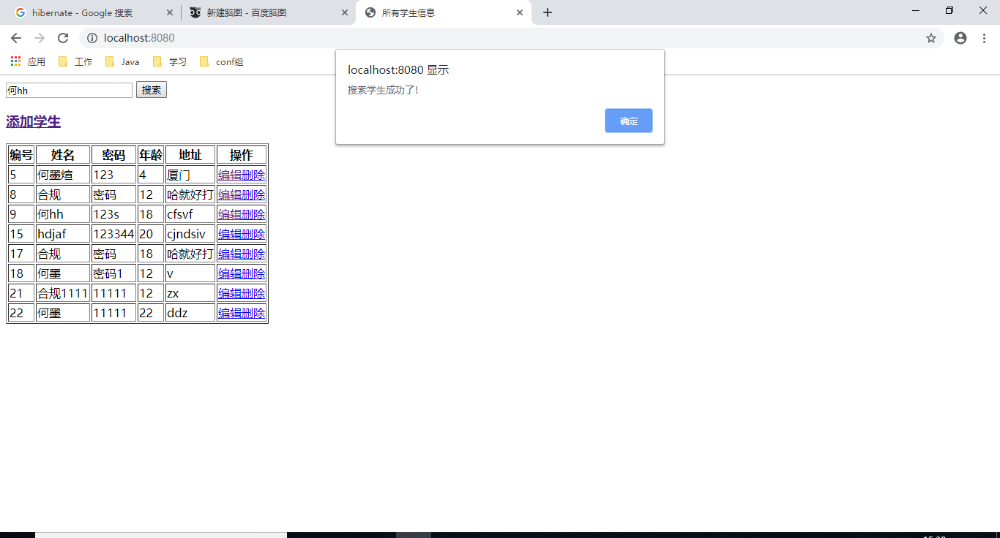 hibernate - Google 搜索
新建脑图 - 百度脑图
所有学生信息
localhost:8080
应用 工作 Java 学习 conf组
localhost:8080 显示
搜索学生成功了!
确定
何hh 搜索
添加学生
编号 姓名 密码 年龄 地址 操作
5 何墨煊 123 4 厦门 编辑删除
8 合规 密码 12 哈就好打 编辑删除
9 何hh 123s 18 cfsvf 编辑删除
15 hdjaf 123344 20 cjndsiv 编辑删除
17 合规 密码 18 哈就好打 编辑删除
18 何墨 密码1 12 v 编辑删除
21 合规1111 11111 12 zx 编辑删除
22 何墨 11111 22 ddz 编辑删除